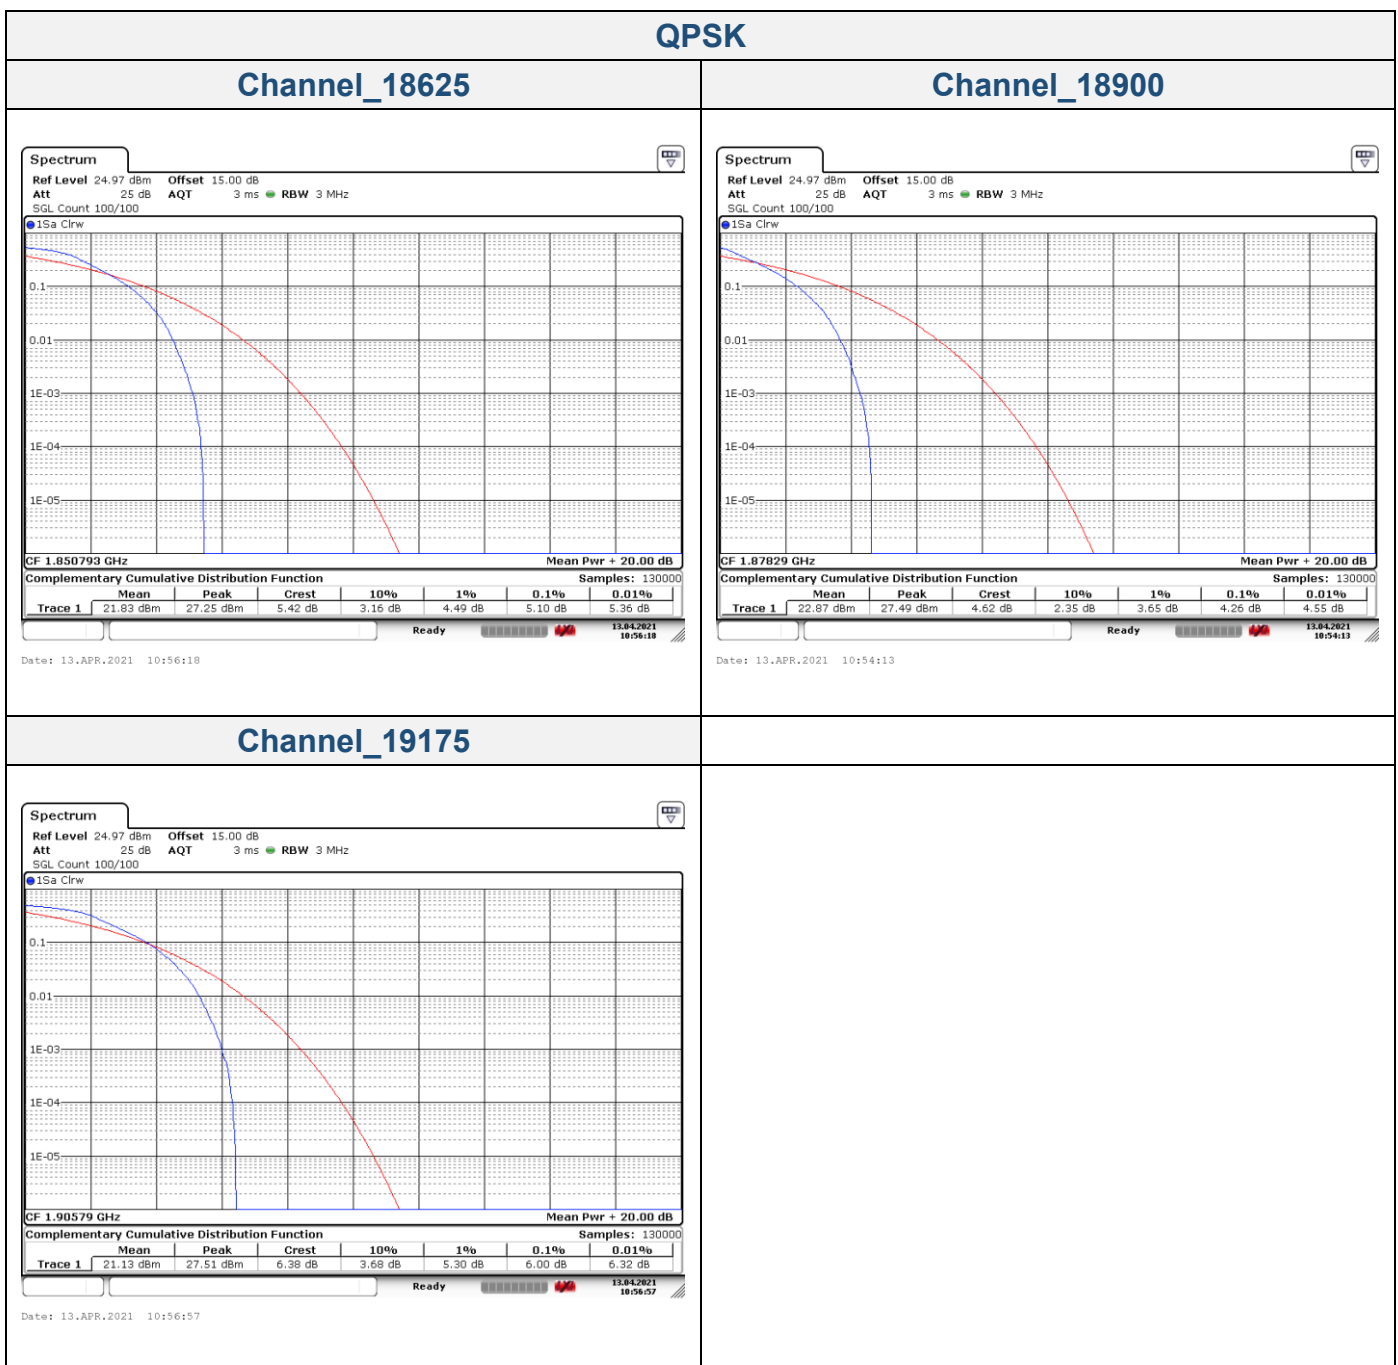 QPSK
Channel_18625
Channel_18900
Spectrum
Ref Level 24.97 dBm Offset 15.00 dB
Att 25 dB AQT 3 ms RBW 3 MHz
SGL Count 100/100
1Sa Clrw
0.1
0.01
1E-03
1E-04
1E-05
CF 1.850793 GHz Mean Pwr + 20.00 dB
Complementary Cumulative Distribution Function Samples: 130000
Mean Peak Crest 10% 1% 0.1% 0.01%
Trace 1 21.83 dBm 27.25 dBm 5.42 dB 3.16 dB 4.49 dB 5.10 dB 5.36 dB
Ready 13.04.2021
10:56:18
Date: 13.APR.2021 10:56:18
Spectrum
Ref Level 24.97 dBm Offset 15.00 dB
Att 25 dB AQT 3 ms RBW 3 MHz
SGL Count 100/100
1Sa Clrw
0.1
0.01
1E-03
1E-04
1E-05
CF 1.87829 GHz Mean Pwr + 20.00 dB
Complementary Cumulative Distribution Function Samples: 130000
Mean Peak Crest 10% 1% 0.1% 0.01%
Trace 1 22.87 dBm 27.49 dBm 4.62 dB 2.35 dB 3.65 dB 4.26 dB 4.55 dB
Ready 13.04.2021
10:54:13
Date: 13.APR.2021 10:54:13
Channel_19175
Spectrum
Ref Level 24.97 dBm Offset 15.00 dB
Att 25 dB AQT 3 ms RBW 3 MHz
SGL Count 100/100
1Sa Clrw
0.1
0.01
1E-03
1E-04
1E-05
CF 1.90579 GHz Mean Pwr + 20.00 dB
Complementary Cumulative Distribution Function Samples: 130000
Mean Peak Crest 10% 1% 0.1% 0.01%
Trace 1 21.13 dBm 27.51 dBm 6.38 dB 3.68 dB 5.30 dB 6.00 dB 6.32 dB
Ready 13.04.2021
10:56:57
Date: 13.APR.2021 10:56:57